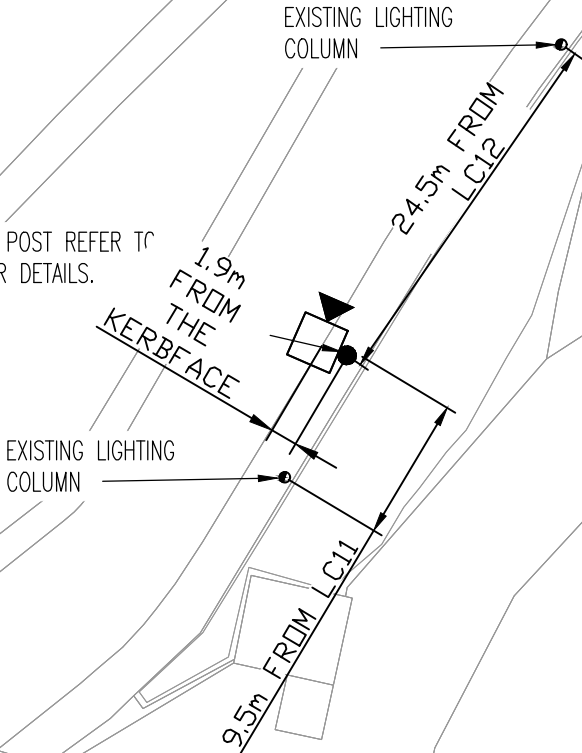 EXISTING LIGHTING
COLUMN
24.5m FROM
LC12
POST REFER TO
R DETAILS.
1.9m
FROM
THE
KERBFACE
EXISTING LIGHTING
COLUMN
9.5m FROM LC11